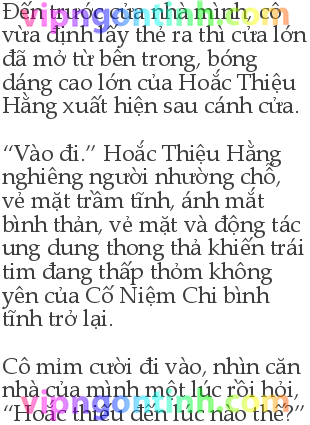 Đến trước cửa nhà mình, cô
vừa định lấy thẻ ra thì cửa lớn
đã mở từ bên trong, bóng
dáng cao lớn của Hoắc Thiệu
Hằng xuất hiện sau cánh cửa.
“Vào đi.” Hoắc Thiệu Hằng
nghiêng người nhường chỗ,
vẻ mặt trầm tĩnh, ánh mắt
bình thản, vẻ mặt và động tác
ung dung thong thả khiến trái
tim đang thấp thỏm không
yên của Cố Niệm Chi bình
tĩnh trở lại.
Cô mỉm cười đi vào, nhìn căn
nhà của mình một lúc rồi hỏi,
“Hoắc thiếu đến lúc nào thế?”
vipngontinh.com
vipngontinh.com